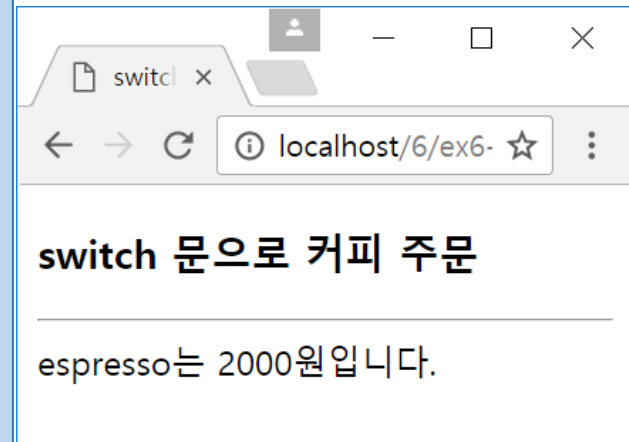 switc
localhost/6/ex6-
switch 문으로 커피 주문
espresso는 2000원입니다.